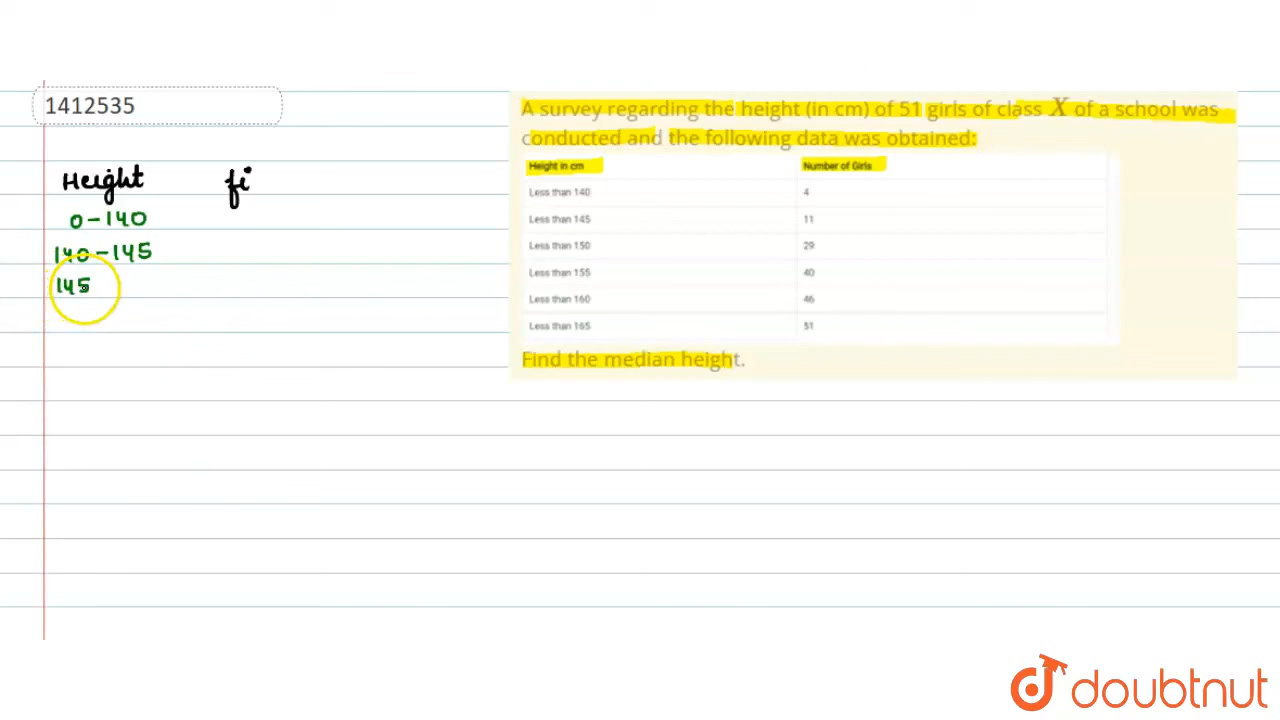 1412535
Height fi
0-140
140-145
145
A survey regarding the height (in cm) of 51 girls of class X of a school was
conducted and the following data was obtained:
Height in cm Number of Girls
Less than 140 4
Less than 145 11
Less than 150 29
Less than 155 40
Less than 160 46
Less than 165 51
Find the median height.
doubtnut